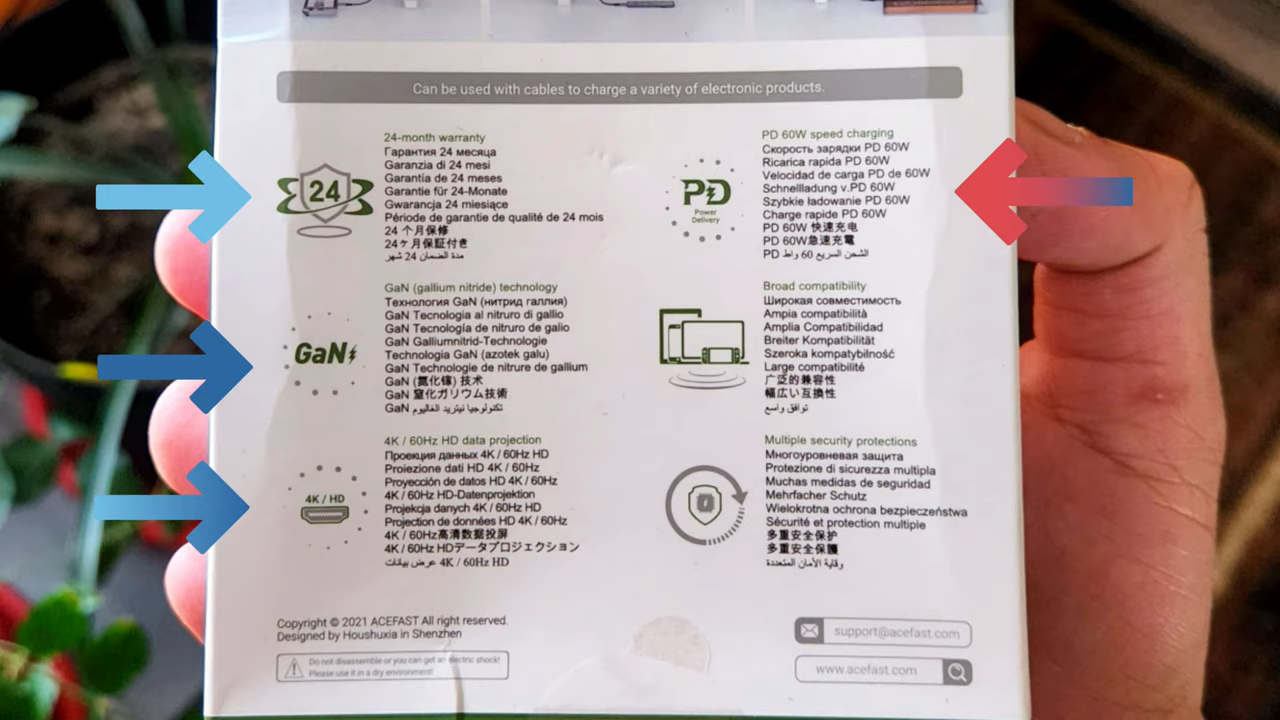 Can be used with cables to charge a variety of electronic products.
24
24-month warranty
Гарантия 24 месяца
Garanzia di 24 mesi
Garantía de 24 meses
Garantie für 24-Monate
Gwarancja 24 miesiące
Période de garantie de qualité de 24 mois
24 个月保修
24ヶ月保証付き
مدة الضمان 24 شهر
PD
Power
Delivery
PD 60W speed charging
Скорость зарядки PD 60W
Ricarica rapida PD 60W
Velocidad de carga PD de 60W
Schnellladung v.PD 60W
Szybkie ładowanie PD 60W
Charge rapide PD 60W
PD 60W 快速充电
PD 60W急速充電
الشحن السريع 60 واط PD
GaN
GaN (gallium nitride) technology
Технология GaN (нитрид галлия)
GaN Tecnologia al nitruro di gallio
GaN Tecnología de nitruro de galio
GaN Galliumnitrid-Technologie
Technologia GaN (azotek galu)
GaN Technologie de nitrure de gallium
GaN (氮化镓) 技术
GaN 窒化ガリウム技術
تكنولوجيا نيتريد الغاليوم GaN
Broad compatibility
Широкая совместимость
Ampia compatibilità
Amplia Compatibilidad
Breiter Kompatibilität
Szeroka kompatybilność
Large compatibilité
广泛的兼容性
幅広い互換性
توافق واسع
4K / HD
4K / 60Hz HD data projection
Проекция данных 4K / 60Hz HD
Proiezione dati HD 4K / 60Hz
Proyección de datos HD 4K / 60Hz
4K / 60Hz HD-Datenprojektion
Projekcja danych 4K / 60Hz HD
Projection de données HD 4K / 60Hz
4K / 60Hz高清数据投屏
4K / 60Hz HDデータプロジェクション
عرض بيانات 4K / 60Hz HD
Multiple security protections
Многоуровневая защита
Protezione di sicurezza multipla
Muchas medidas de seguridad
Mehrfacher Schutz
Wielokrotna ochrona bezpieczeństwa
Sécurité et protection multiple
多重安全保护
多重安全保護
وقاية الأمان المتعددة
Copyright © 2021 ACEFAST All right reserved.
Designed by Houshuxia in Shenzhen
Do not disassemble or you can get an electric shock!
Please use it in a dry environment!
support@acefast.com
www.acefast.com